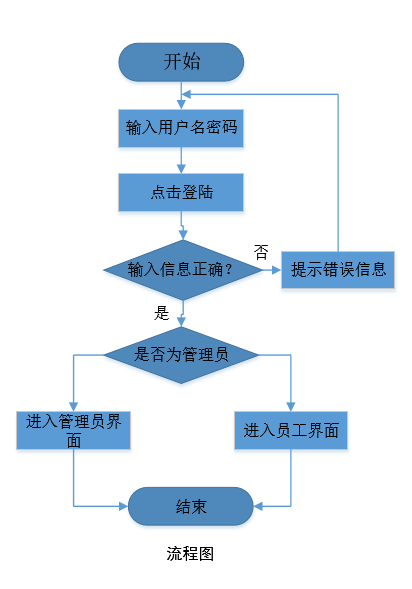 开始
输入用户名密码
点击登陆
输入信息正确？
否
提示错误信息
是
是否为管理员
进入管理员界
面
进入员工界面
结束
流程图